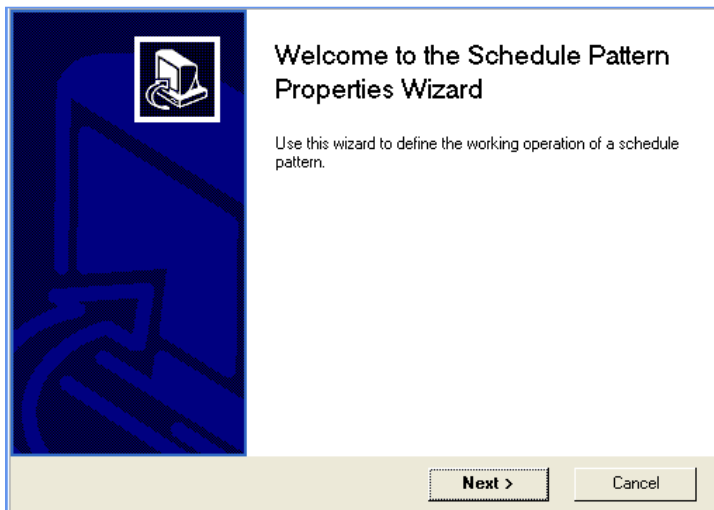 Welcome to the Schedule Pattern
Properties Wizard
Use this wizard to define the working operation of a schedule
pattern.
Next >
Cancel